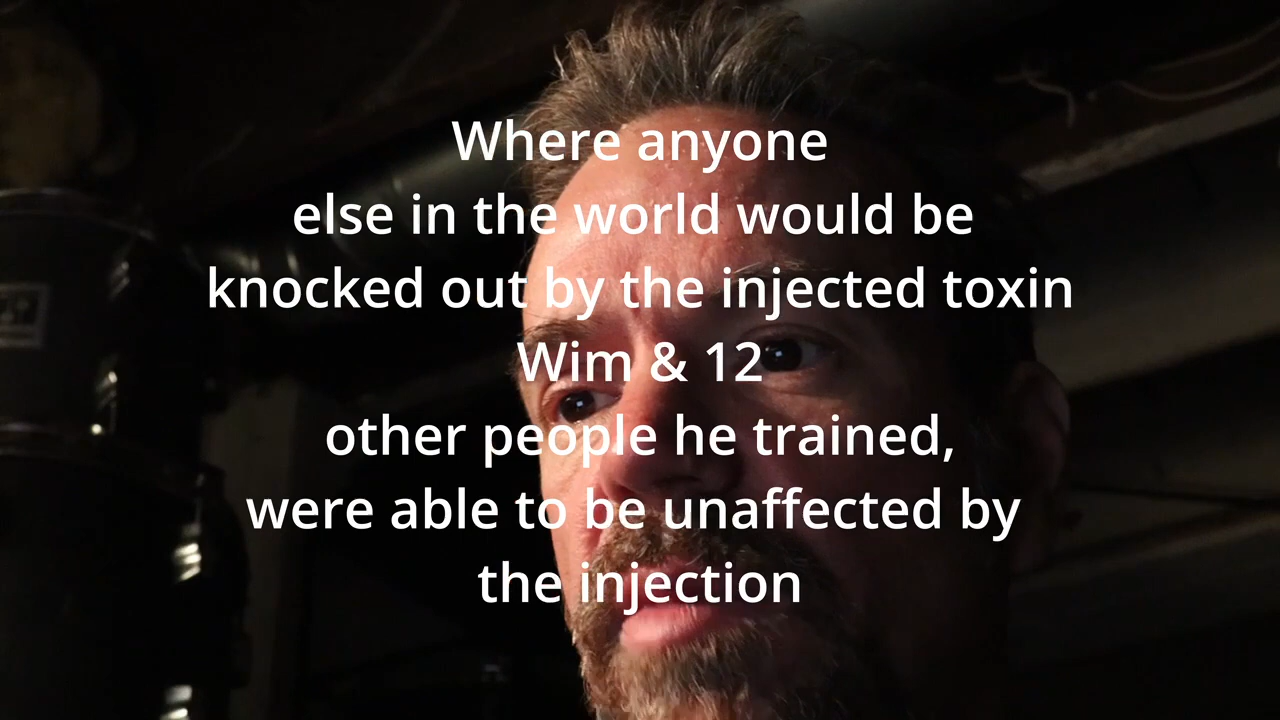 Where anyone
else in the world would be
knocked out by the injected toxin
Wim & 12
other people he trained,
were able to be unaffected by
the injection